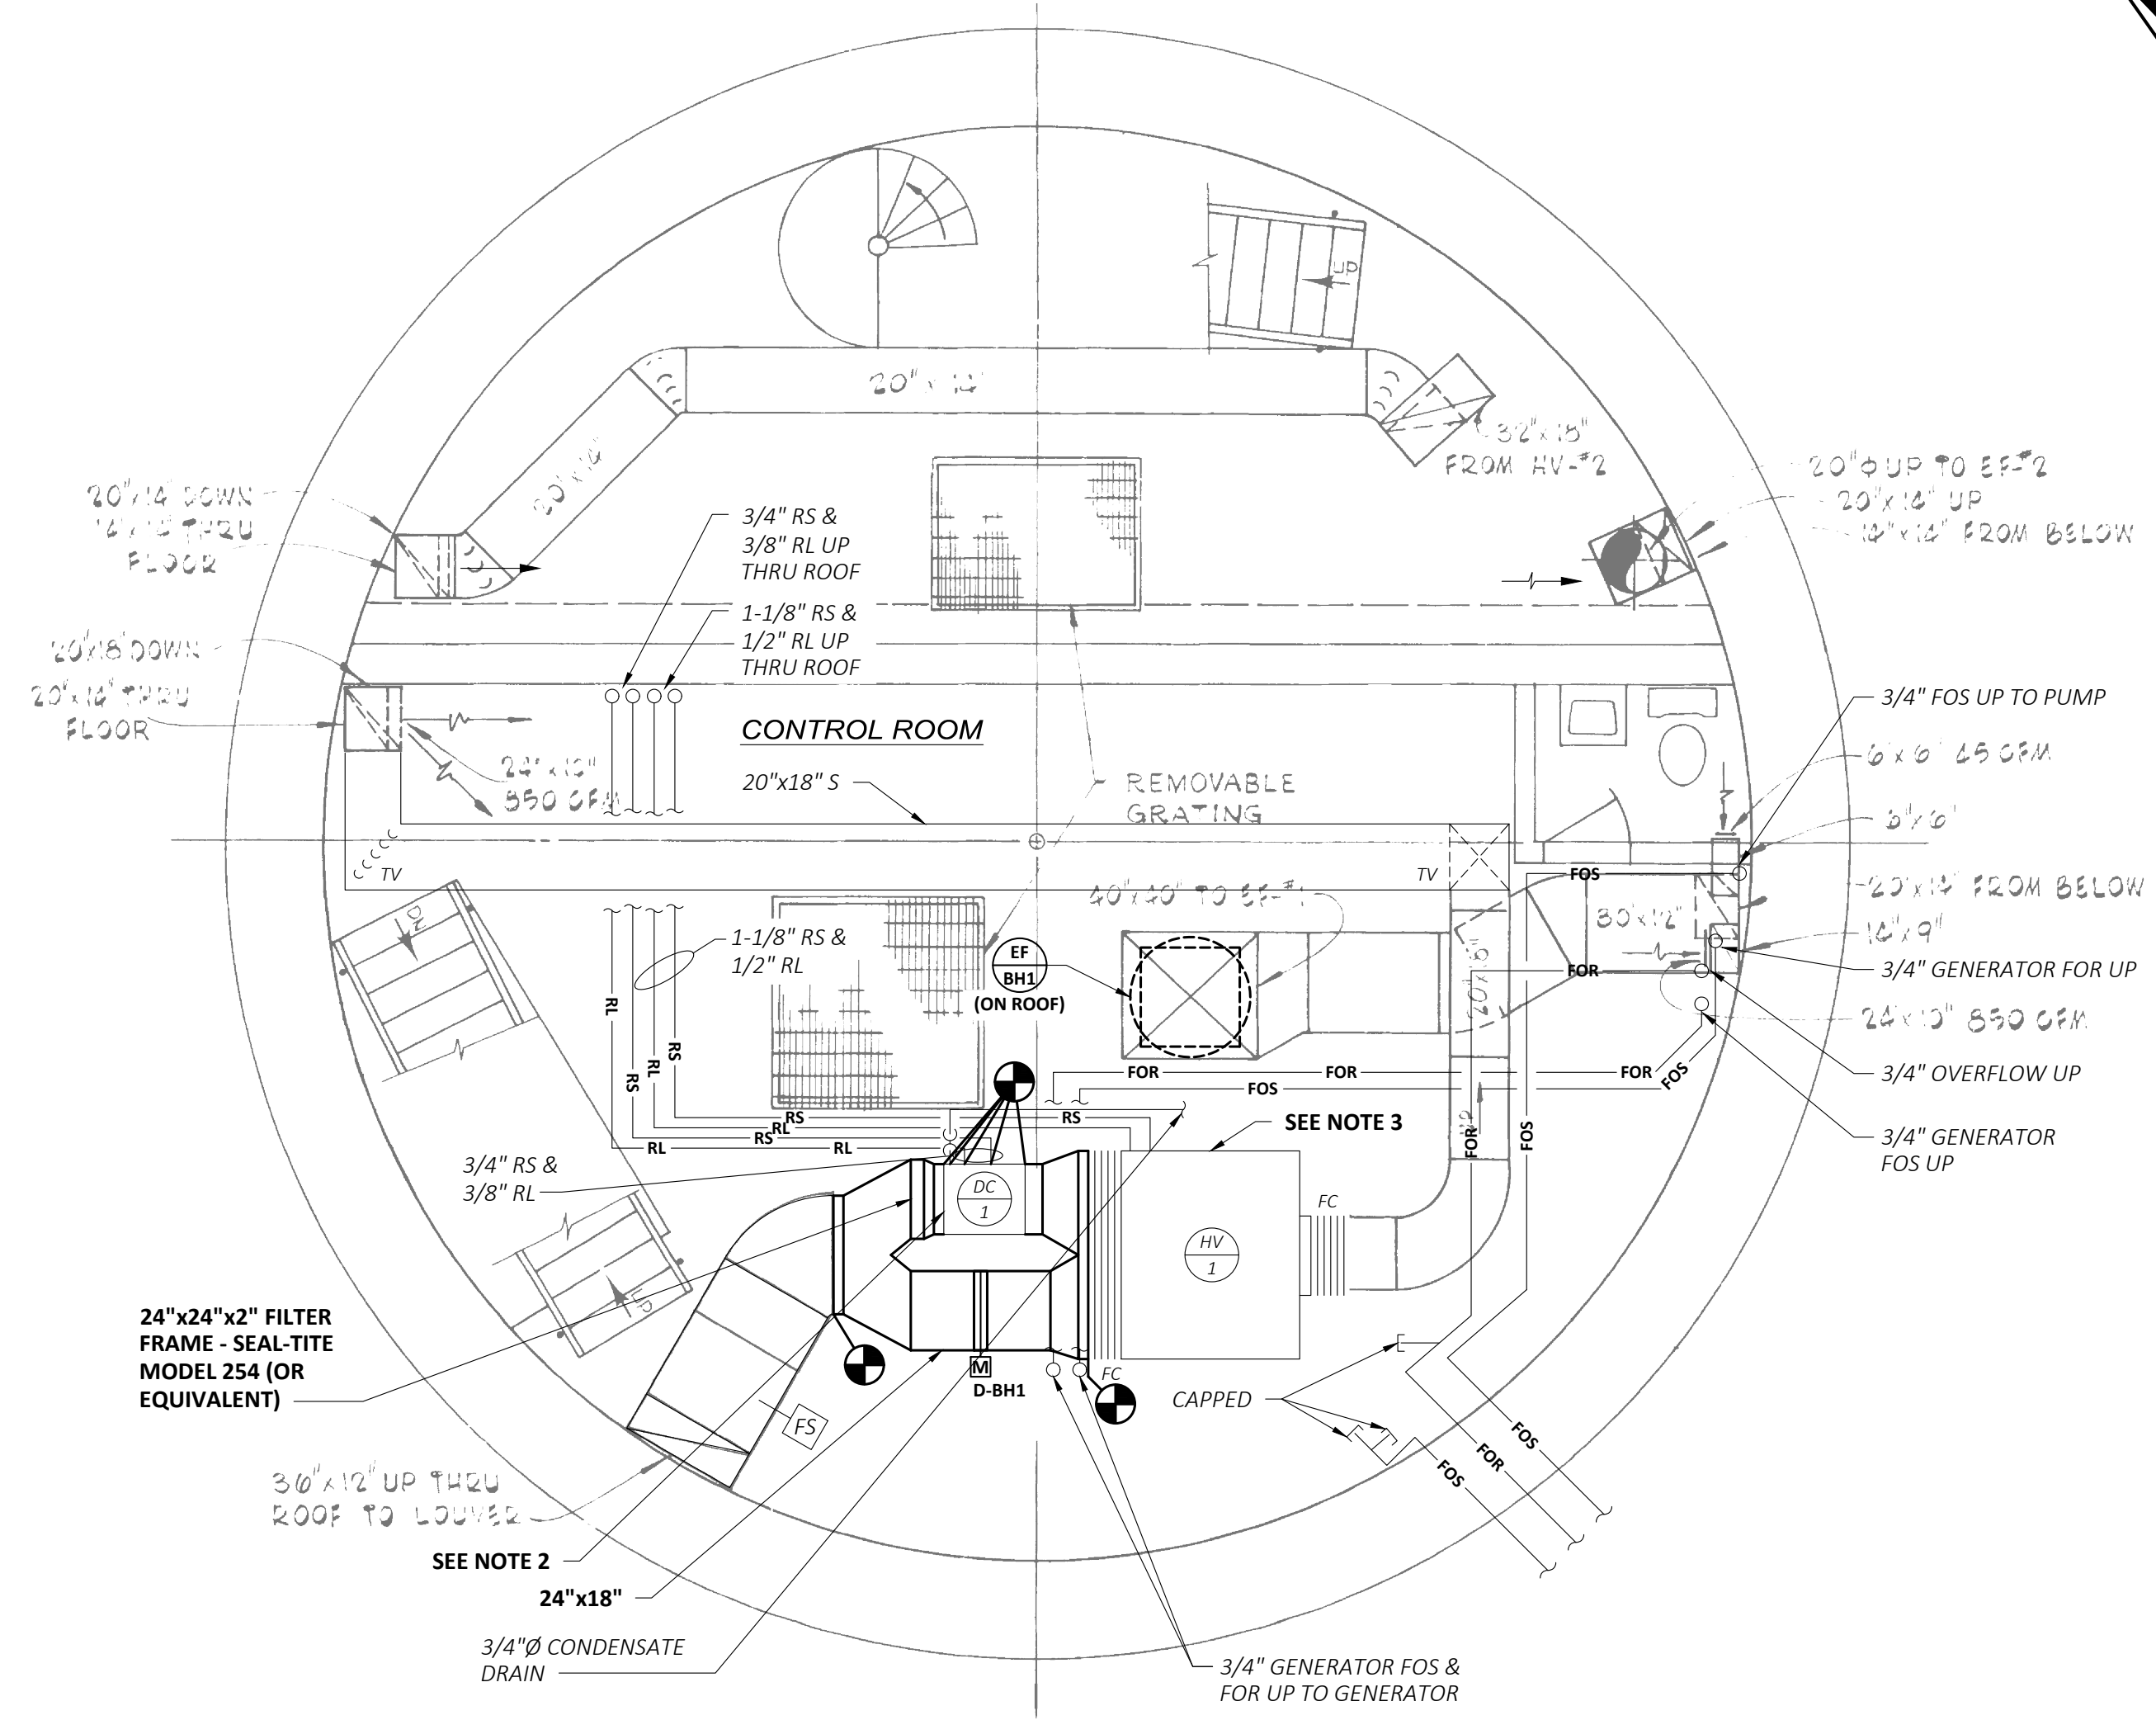 UP
20"x14"
20"x14"
32"x18"
FROM HV-#2
20"x14" DOWN
14"x14" THRU
FLOOR
20"Φ UP TO EF-#2
20"x14" UP
14"x14" FROM BELOW
3/4" RS &
3/8" RL UP
THRU ROOF
1-1/8" RS &
1/2" RL UP
THRU ROOF
20"x18" DOWN
20"x14" THRU
FLOOR
CONTROL ROOM
24"x10"
850 CFM
20"x18" S
REMOVABLE
GRATING
3/4" FOS UP TO PUMP
6"x6" 45 CFM
6"x6"
TV
TV
FOS
40"x40" TO EF-#1
30"x12"
20"x14" FROM BELOW
14"x9"
3/4" GENERATOR FOR UP
24"x10" 850 CFM
3/4" OVERFLOW UP
3/4" GENERATOR
FOS UP
DN
1-1/8" RS &
1/2" RL
EF
BH1
(ON ROOF)
FOR
RL
RS
RL
RS
FOR
FOR
FOR
FOS
FOS
RS
RL
RS
RL
RL
RS
SEE NOTE 3
FOR
FOS
3/4" RS &
3/8" RL
DC
1
HV
1
FC
UP
24"x24"x2" FILTER
FRAME - SEAL-TITE
MODEL 254 (OR
EQUIVALENT)
M
D-BH1
FC
CAPPED
FS
FOS
FOR
FOS
36"x12" UP THRU
ROOF TO LOUVER
SEE NOTE 2
24"x18"
3/4"Ø CONDENSATE
DRAIN
3/4" GENERATOR FOS &
FOR UP TO GENERATOR